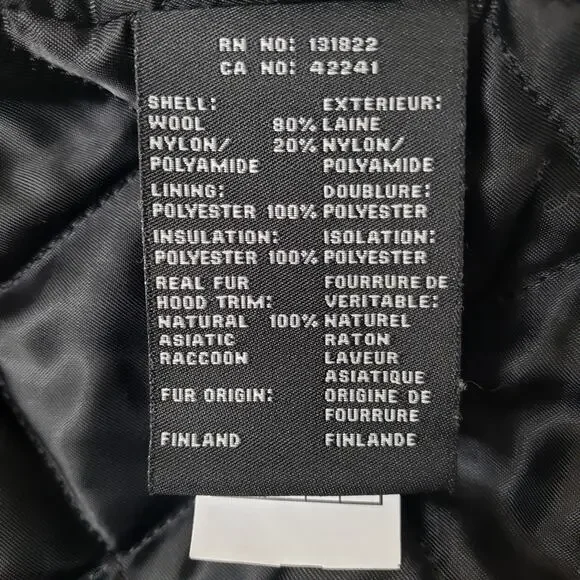 RN NO: 131822
CA NO: 42241
SHELL: EXTERIEUR:
WOOL 80% LAINE
NYLON/ 20% NYLON/
POLYAMIDE POLYAMIDE
LINING: DOUBLURE:
POLYESTER 100% POLYESTER
INSULATION: ISOLATION:
POLYESTER 100% POLYESTER
REAL FUR FOURRURE DE
HOOD TRIM: VERITABLE:
NATURAL 100% NATUREL
ASIATIC RATON
RACCOON LAVEUR
ASIATIQUE
FUR ORIGIN: ORIGINE DE
FOURRURE
FINLAND FINLANDE